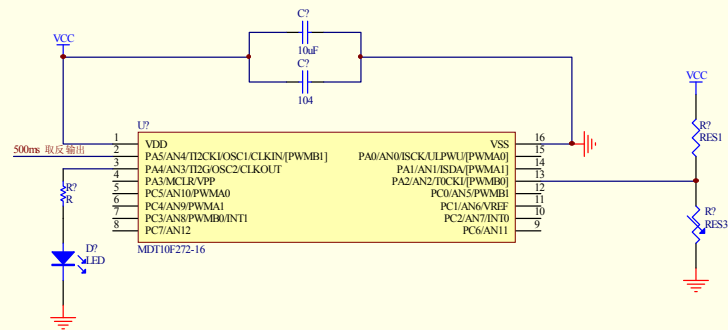 C?
10uF
C?
104
VCC
VCC
R?
RES1
R?
RES3
U?
500ms 取反输出
1 VDD
2 PA5/AN4/TI2CKI/OSC1/CLKIN/[PWMB1]
3 PA4/AN3/TI2G/OSC2/CLKOUT
4 PA3/MCLR/VPP
5 PC5/AN10/PWMA0
6 PC4/AN9/PWMA1
7 PC3/AN8/PWMB0/INT1
8 PC7/AN12
VSS 16
PA0/AN0/ISCK/ULPWU/[PWMA0] 15
PA1/AN1/ISDA/[PWMA1] 14
PA2/AN2/T0CKI/[PWMB0] 13
PC0/AN5/PWMB1 12
PC1/AN6/VREF 11
PC2/AN7/INT0 10
PC6/AN11 9
MDT10F272-16
R?
R
D?
LED